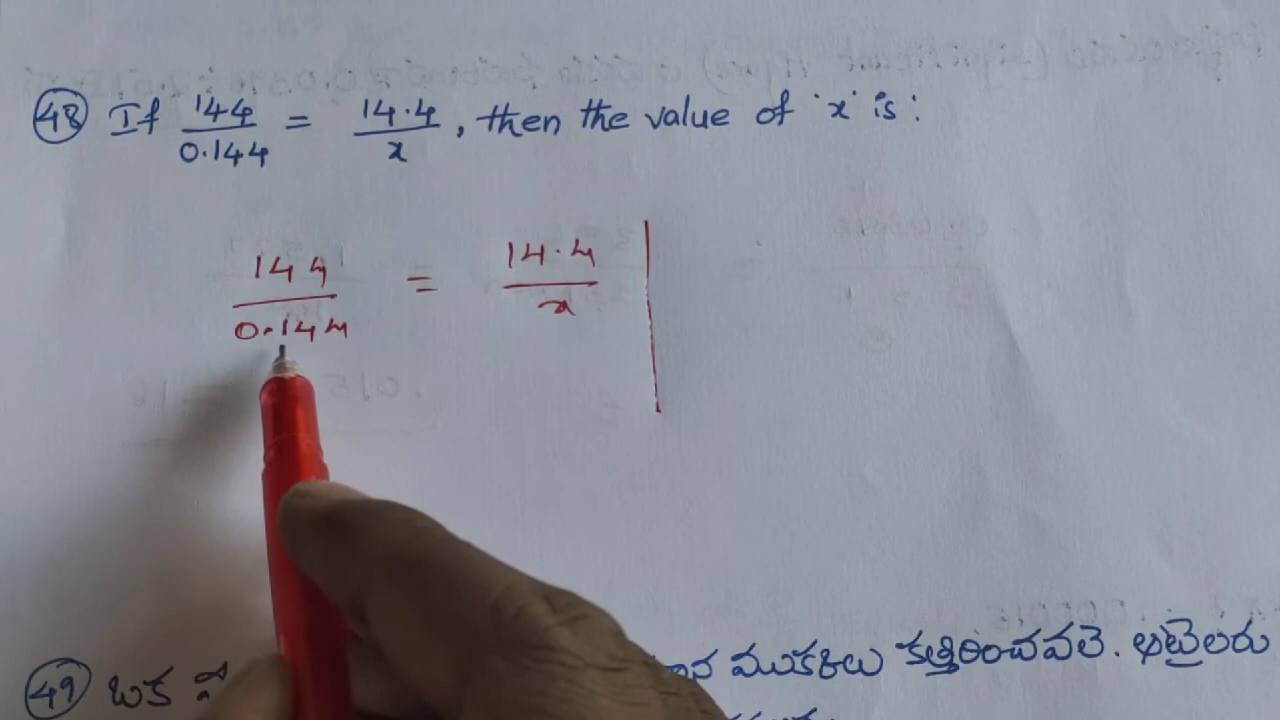 48 If 144/0.144 = 14.4/x, then the value of 'x' is:
144/0.144 = 14.4/x
49 ఒక ముకకలు కత్తిరించవలె. అట్లైలరు